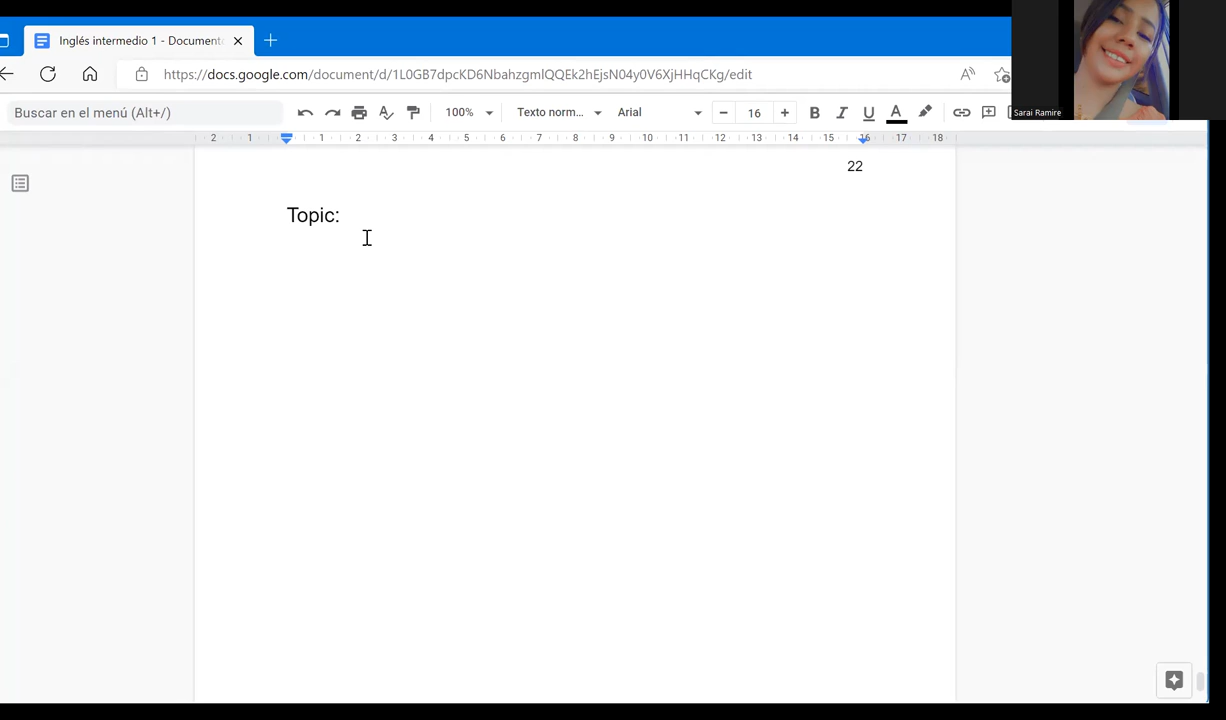 Inglés intermedio 1 - Document
https://docs.google.com/document/d/1L0GB7dpcKD6NbahzgmlQQEk2hEjsN04y0V6XjHHqCKg/edit
Buscar en el menú (Alt+/)
100%
Texto norm...
Arial
16
B I U A
Sarai Ramire
2 1 1 2 3 4 5 6 7 8 9 10 11 12 13 14 15 16 17 18
22
Topic: